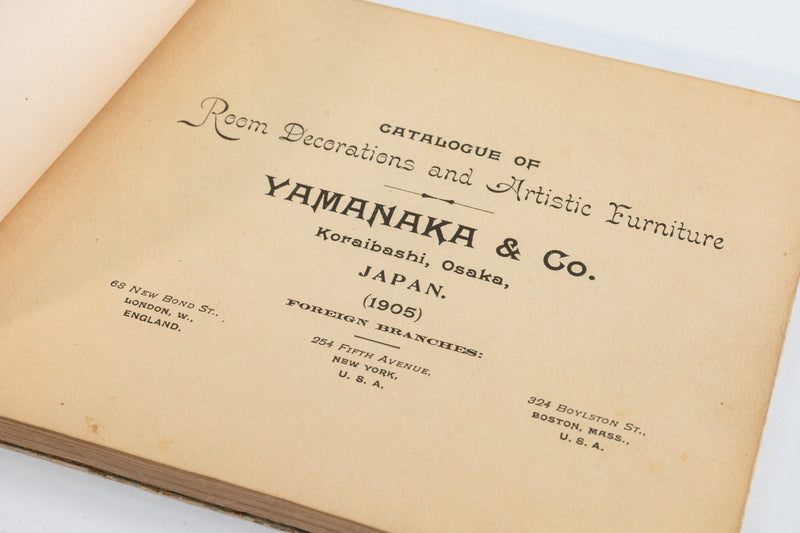 CATALOGUE OF
Room Decorations and Artistic Furniture
YAMANAKA & Co.
Koraibashi, Osaka,
JAPAN.
(1905)
FOREIGN BRANCHES:
68 NEW BOND ST.,
LONDON, W.,
ENGLAND.
254 FIFTH AVENUE,
NEW YORK,
U. S. A.
324 BOYLSTON ST.,
BOSTON, MASS.,
U. S. A.